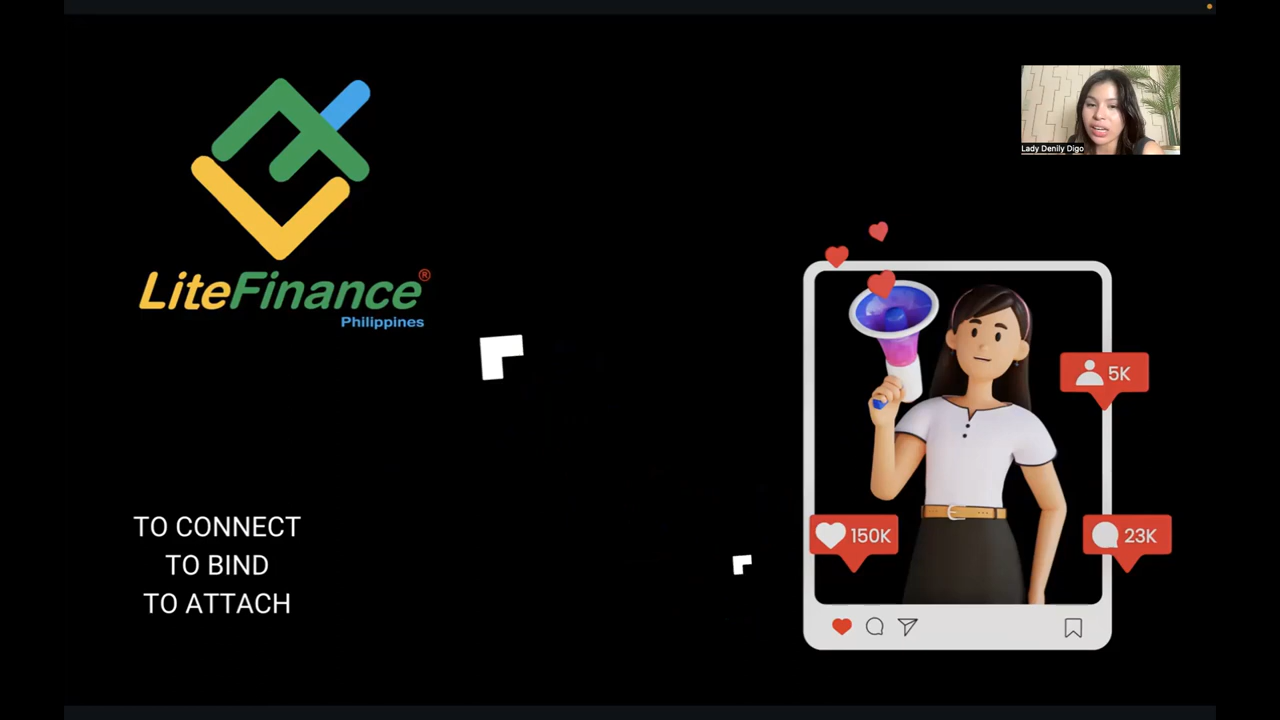 Lady Denily Digo
LiteFinance®
Philippines
5K
150K
23K
TO CONNECT
TO BIND
TO ATTACH